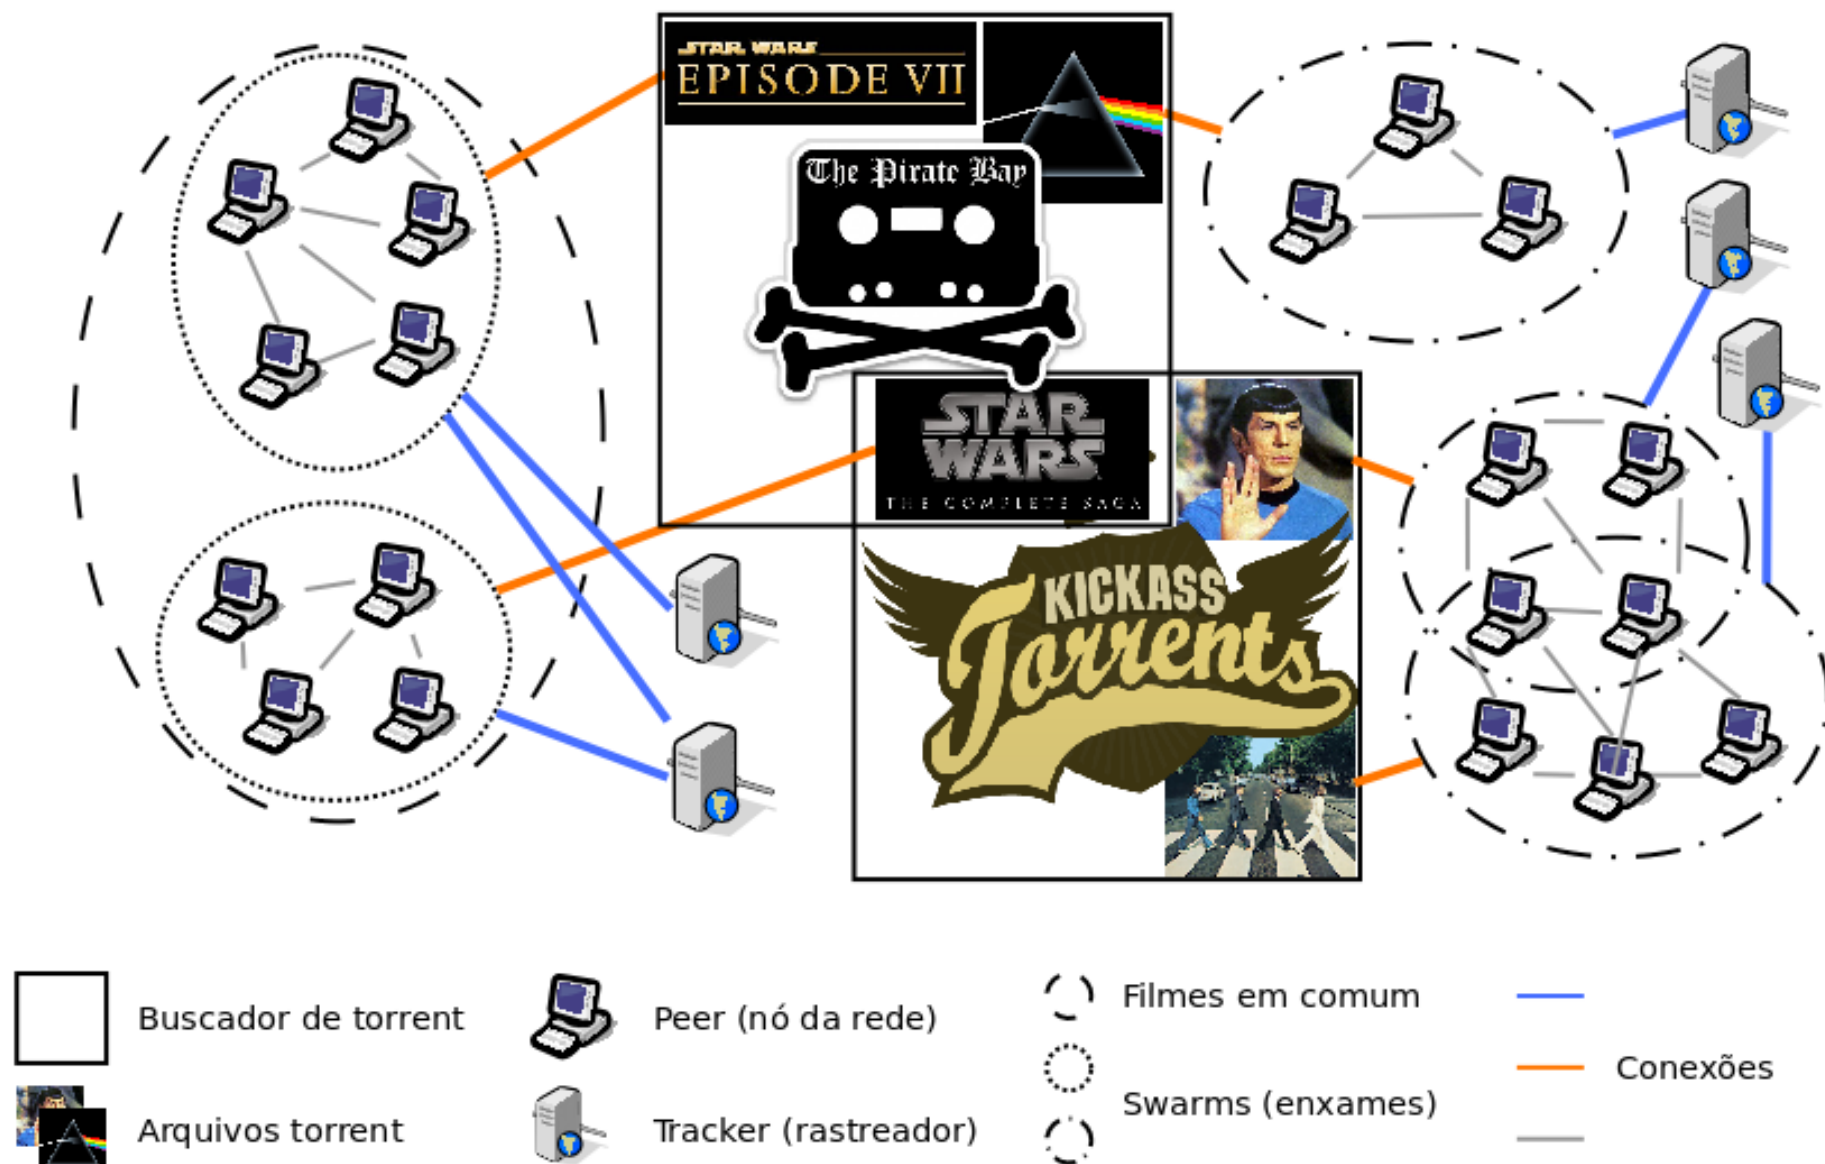 STAR WARS
EPISODE VII
The Pirate Bay
STAR
WARS
THE COMPLETE SAGA
KICKASS
Torrents
Buscador de torrent
Peer (nó da rede)
Filmes em comum
Conexões
Arquivos torrent
Tracker (rastreador)
Swarms (enxames)